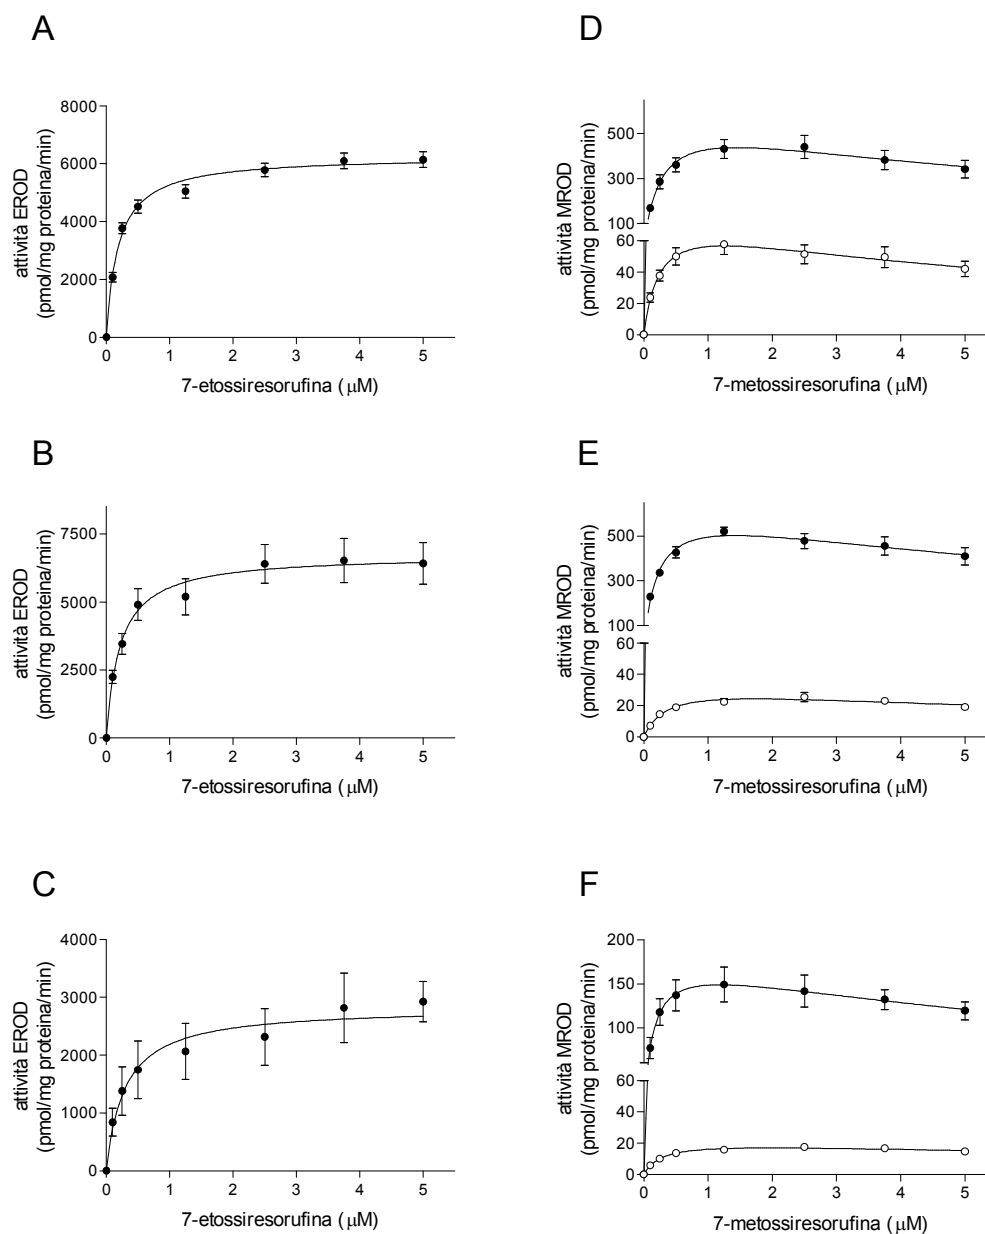 A
8000
6000
4000
2000
0
attività EROD
(pmol/mg proteina/min)
0 1 2 3 4 5
7-etossiresorufina (µM)
D
500
300
100
60
40
20
0
attività MROD
(pmol/mg proteina/min)
0 1 2 3 4 5
7-metossiresorufina (µM)
B
7500
5000
2500
0
attività EROD
(pmol/mg proteina/min)
0 1 2 3 4 5
7-etossiresorufina (µM)
E
500
300
100
60
40
20
0
attività MROD
(pmol/mg proteina/min)
0 1 2 3 4 5
7-metossiresorufina (µM)
C
4000
3000
2000
1000
0
attività EROD
(pmol/mg proteina/min)
0 1 2 3 4 5
7-etossiresorufina (µM)
F
200
150
100
60
40
20
0
attività MROD
(pmol/mg proteina/min)
0 1 2 3 4 5
7-metossiresorufina (µM)